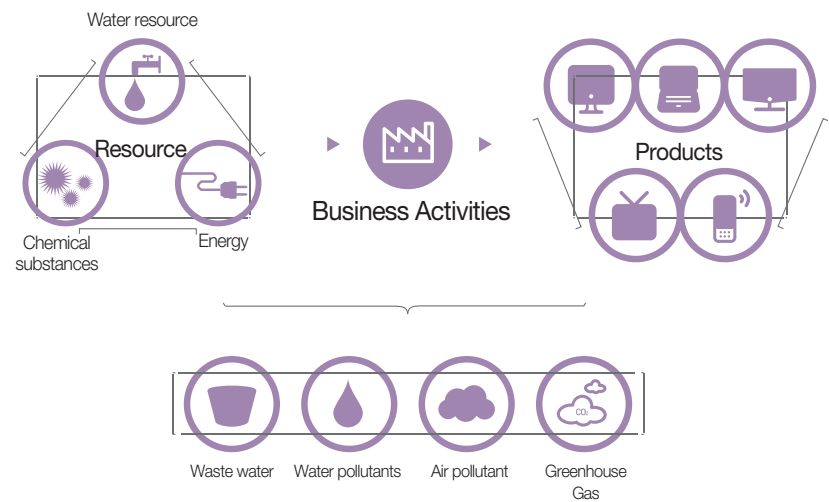 Water resource
Resource
Chemical
substances
Energy
Business Activities
Products
Waste water
Water pollutants
Air pollutant
CO₂
Greenhouse
Gas